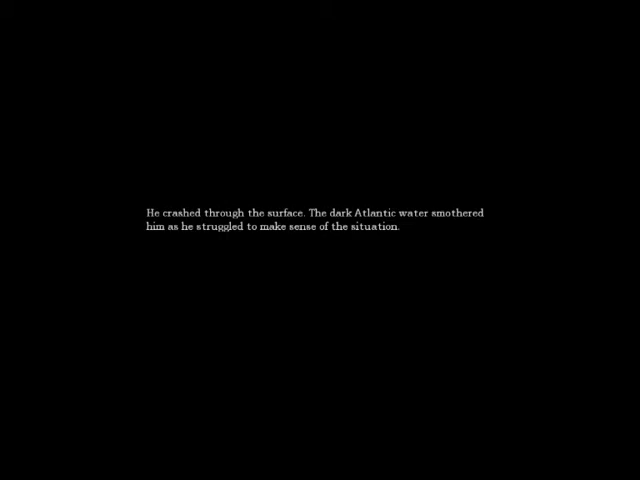 He crashed through the surface. The dark Atlantic water smothered
him as he struggled to make sense of the situation.